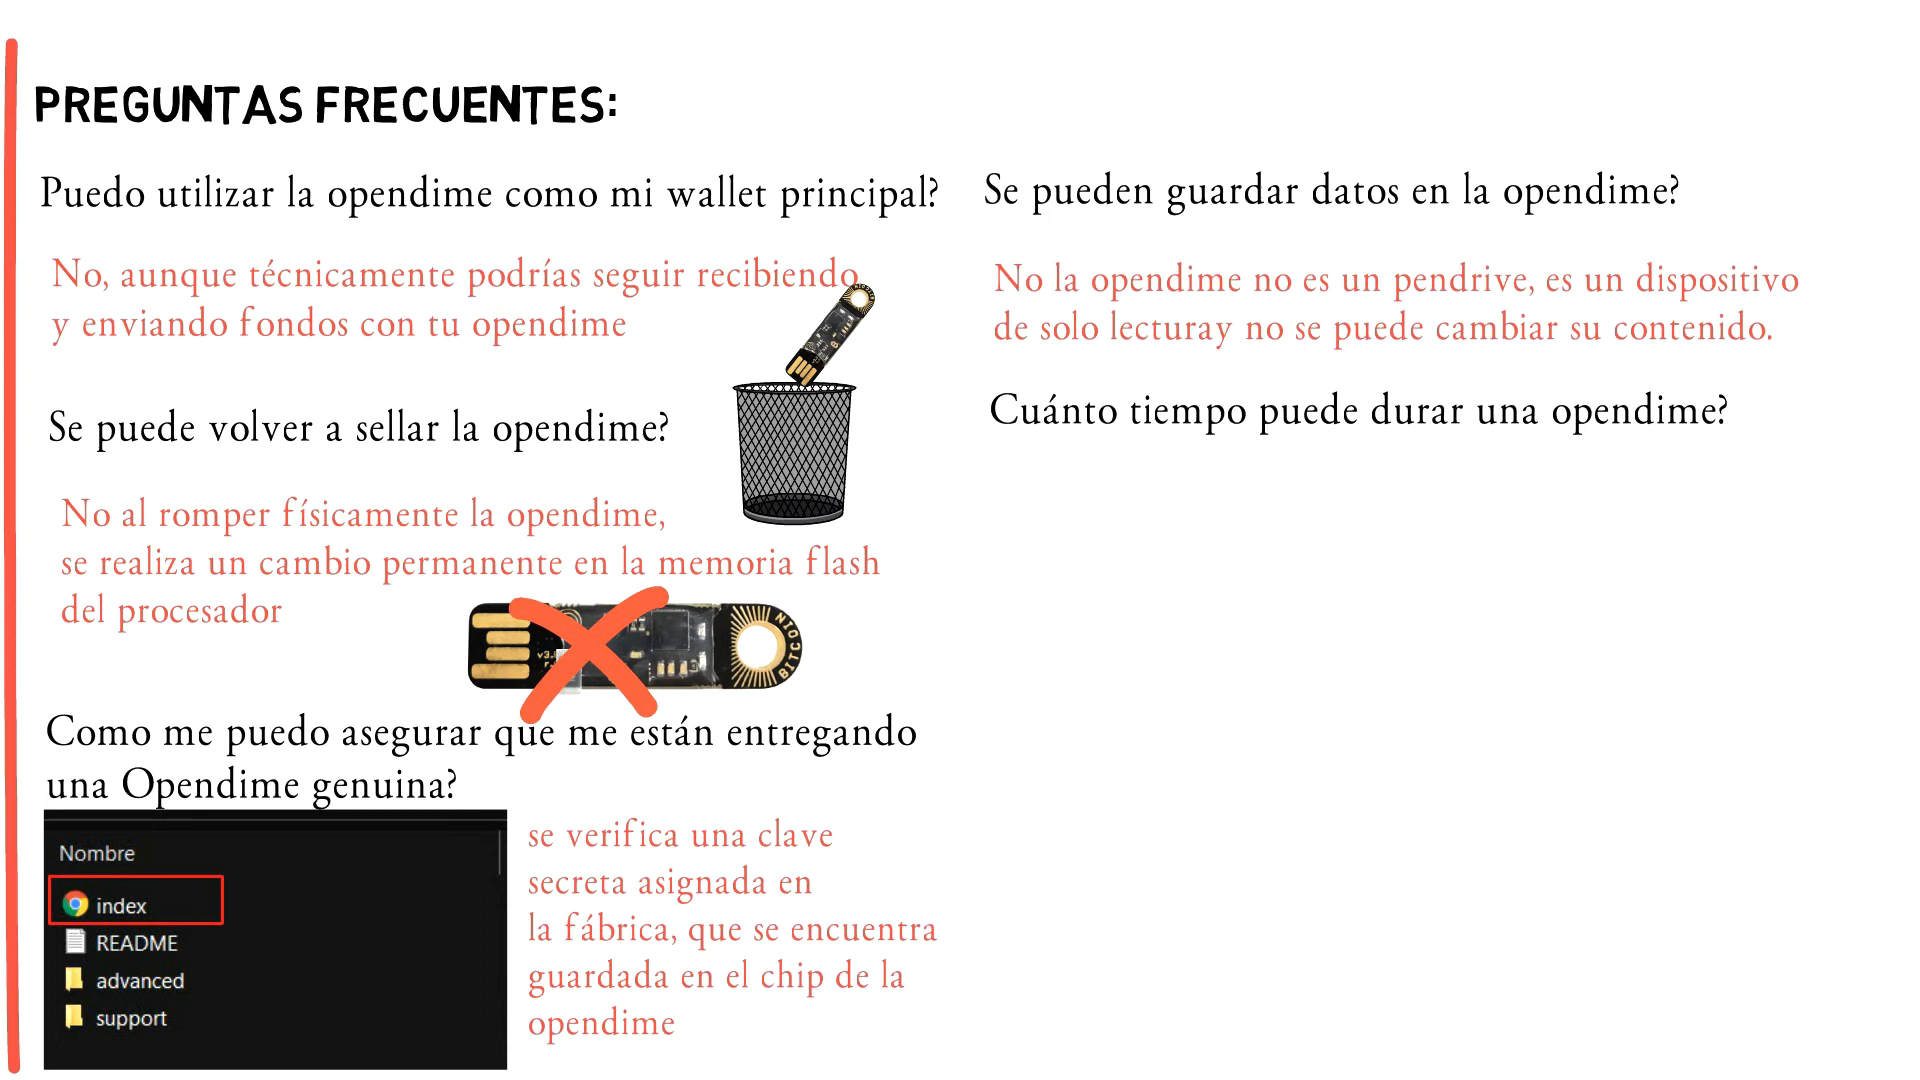 PREGUNTAS FRECUENTES:
Puedo utilizar la opendime como mi wallet principal?
No, aunque técnicamente podrías seguir recibiendo
y enviando fondos con tu opendime
Se puede volver a sellar la opendime?
No al romper físicamente la opendime,
se realiza un cambio permanente en la memoria flash
del procesador
BITCOIN
Como me puedo asegurar que me están entregando
una Opendime genuina?
Nombre
index
README
advanced
support
se verifica una clave
secreta asignada en
la fábrica, que se encuentra
guardada en el chip de la
opendime
Se pueden guardar datos en la opendime?
No la opendime no es un pendrive, es un dispositivo
de solo lecturay no se puede cambiar su contenido.
Cuánto tiempo puede durar una opendime?